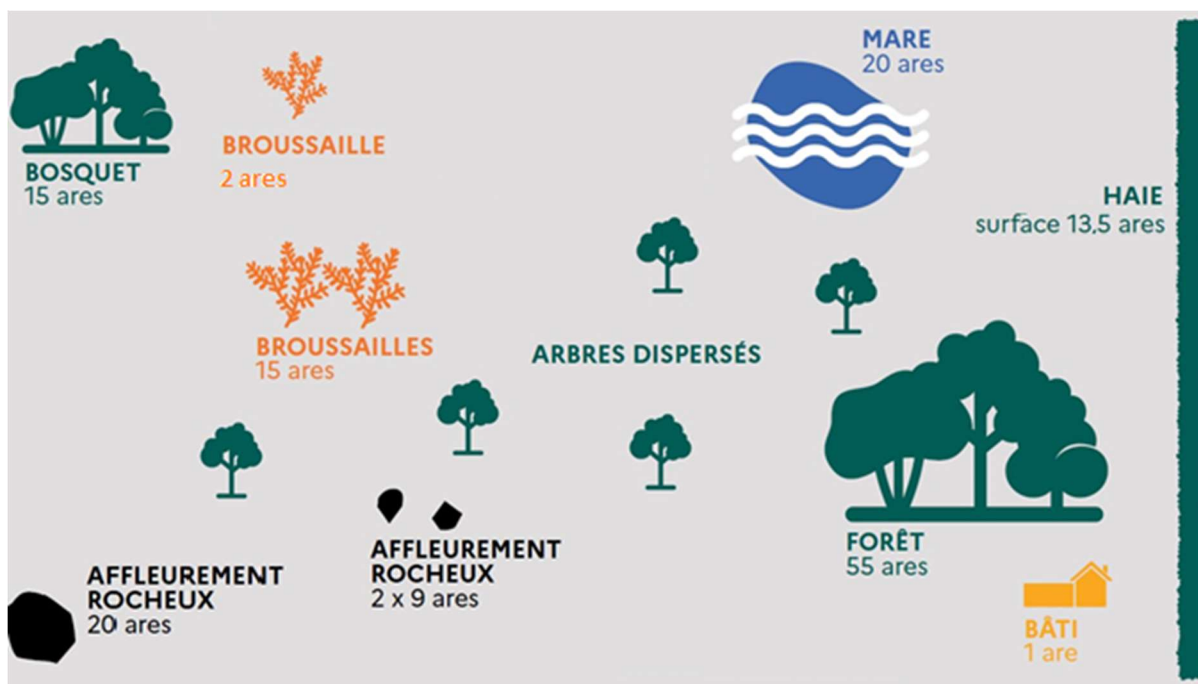 MARE
20 ares
BOSQUET
15 ares
BROUSSAILLE
2 ares
HAIE
surface 13,5 ares
BROUSSAILLES
15 ares
ARBRES DISPERSÉS
AFFLEUREMENT
ROCHEUX
2 x 9 ares
AFFLEUREMENT
ROCHEUX
20 ares
FORÊT
55 ares
BÂTI
1 are